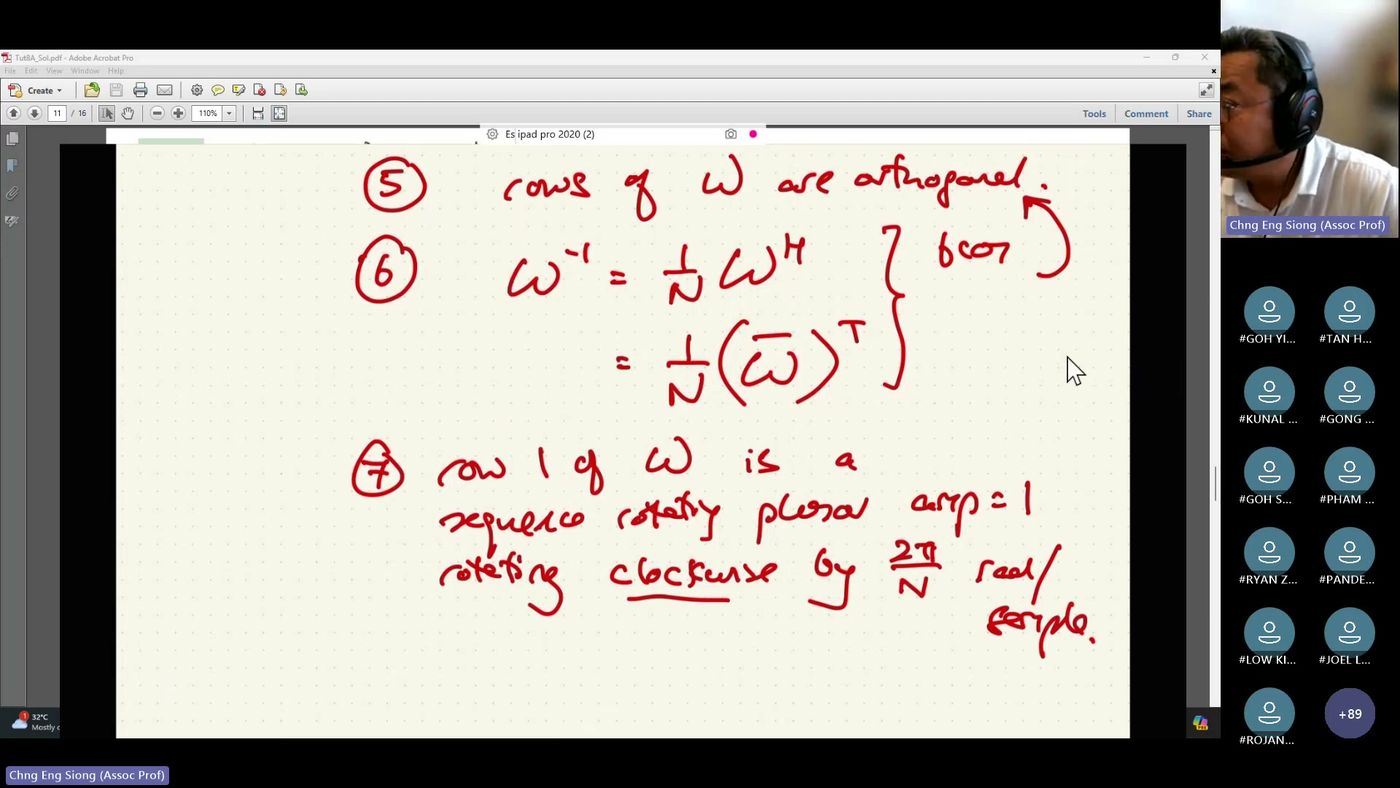 Tut8A_Sol.pdf - Adobe Acrobat Pro
File Edit View Window Help
Create
Tools Comment Share
11 / 16 110%
Es ipad pro 2020 (2)
⑤ rows of W are orthogonal.
⑥ W⁻¹ = 1/N Wᴴ } bcos
= 1/N (W̄)ᵀ
⑦ row 1 of W is a
sequence rotating phasor amp = 1
rotating clockwise by 2π/N rad/
sample.
1
32°C
Mostly c
Chng Eng Siong (Assoc Prof)
#GOH YI... #TAN H...
#KUNAL ... #GONG ...
#GOH S... #PHAM ...
#RYAN Z... #PANDE...
#LOW KI... #JOEL L...
#ROJAN... +89
Chng Eng Siong (Assoc Prof)